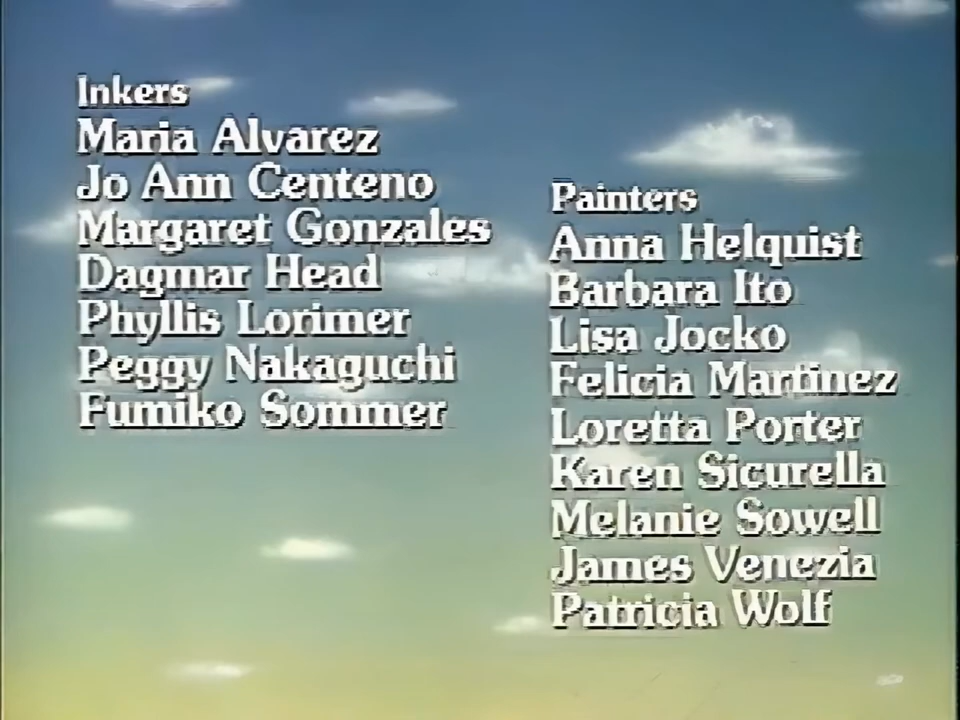 Inkers
Maria Alvarez
Jo Ann Centeno
Margaret Gonzales
Dagmar Head
Phyllis Lorimer
Peggy Nakaguchi
Fumiko Sommer
Painters
Anna Helquist
Barbara Ito
Lisa Jocko
Felicia Martinez
Loretta Porter
Karen Sicurella
Melanie Sowell
James Venezia
Patricia Wolf